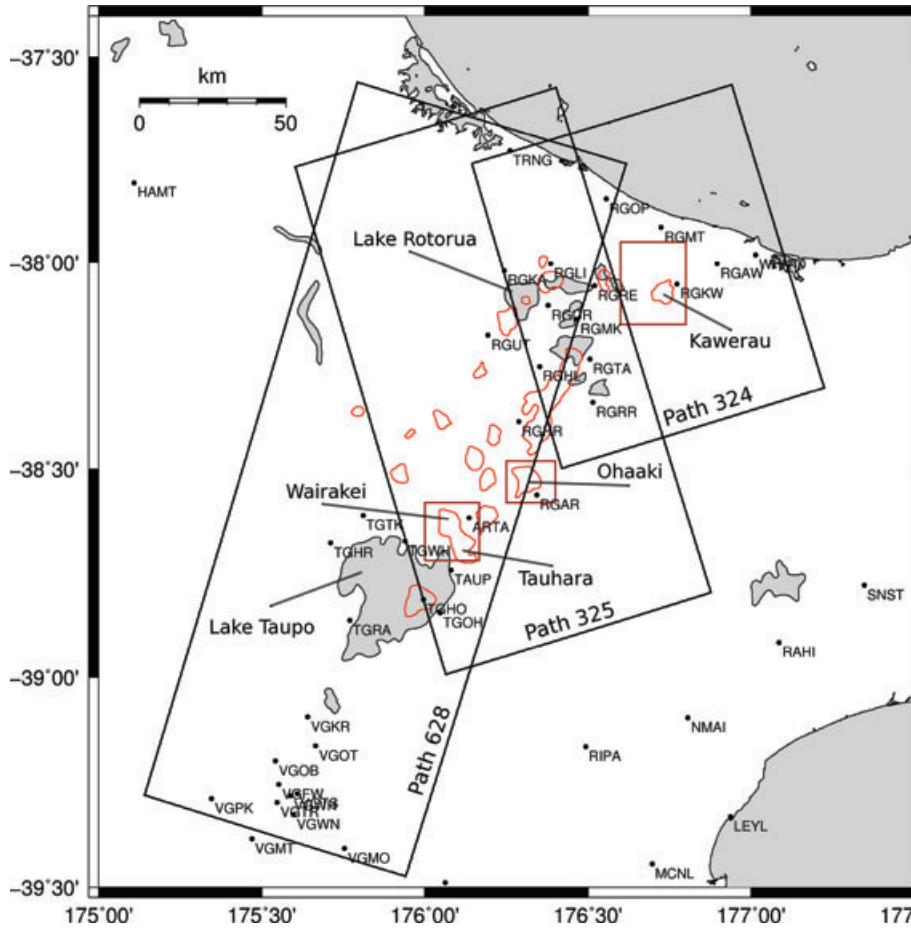 −37˚30'
km
0 50
TRNG
HAMT
RGOP
RGMT
Lake Rotorua
−38˚00'
RGLI
RGKA
RGAW
RGRE
RGKW
RGMK
Kawerau
RGUT
RGTA
RGRR
Path 324
−38˚30'
Ohaaki
Wairakei
RGAR
TGTK
ARTA
TGHR
TGWH
TAUP
Tauhara
SNST
TGHO
TGOH
Lake Taupo
TGRA
Path 325
RAHI
−39˚00'
VGKR
NMAI
VGOT
RIPA
Path 628
VGOB
VGFW
VGPK
VGTR
VGWN
LEYL
VGMT
VGMO
MCNL
−39˚30'
175˚00' 175˚30' 176˚00' 176˚30' 177˚00'